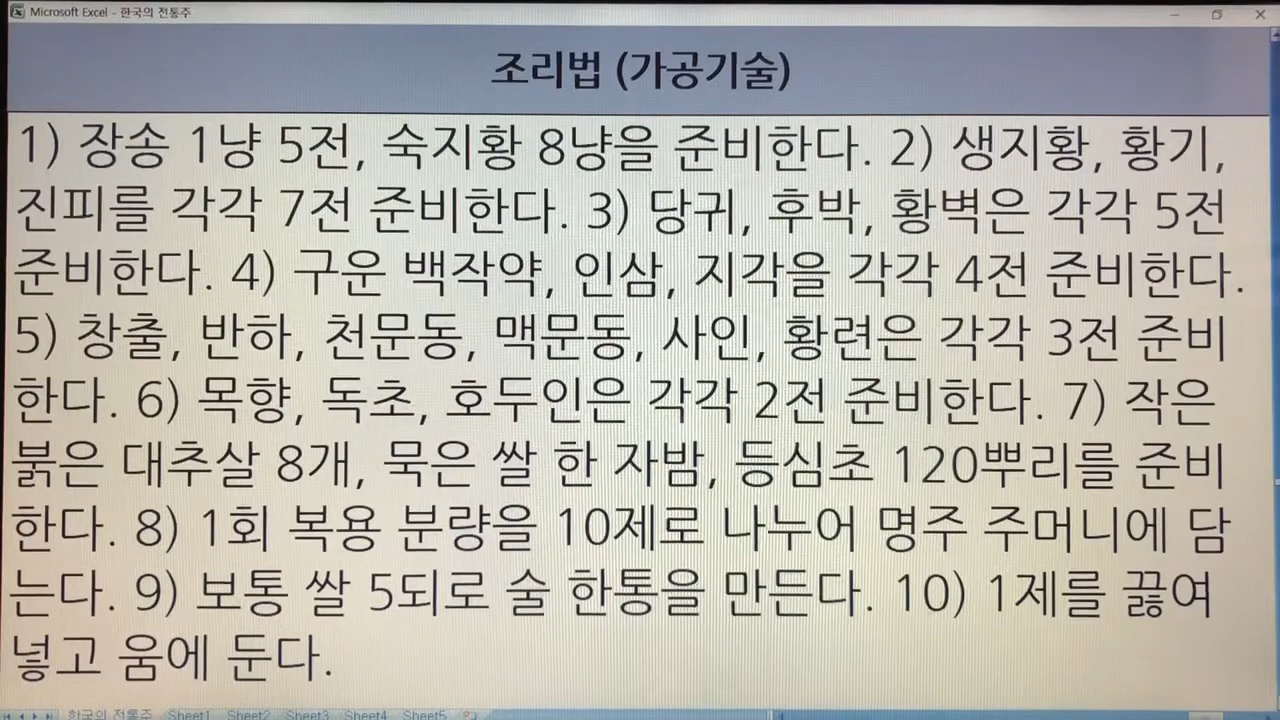 Microsoft Excel - 한국의 전통주
조리법 (가공기술)
1) 장송 1냥 5전, 숙지황 8냥을 준비한다. 2) 생지황, 황기,
진피를 각각 7전 준비한다. 3) 당귀, 후박, 황벽은 각각 5전
준비한다. 4) 구운 백작약, 인삼, 지각을 각각 4전 준비한다.
5) 창출, 반하, 천문동, 맥문동, 사인, 황련은 각각 3전 준비
한다. 6) 목향, 독초, 호두인은 각각 2전 준비한다. 7) 작은
붉은 대추살 8개, 묵은 쌀 한 자밤, 등심초 120뿌리를 준비
한다. 8) 1회 복용 분량을 10제로 나누어 명주 주머니에 담
는다. 9) 보통 쌀 5되로 술 한통을 만든다. 10) 1제를 끓여
넣고 움에 둔다.
한국의 전통주 Sheet1 Sheet2 Sheet3 Sheet4 Sheet5